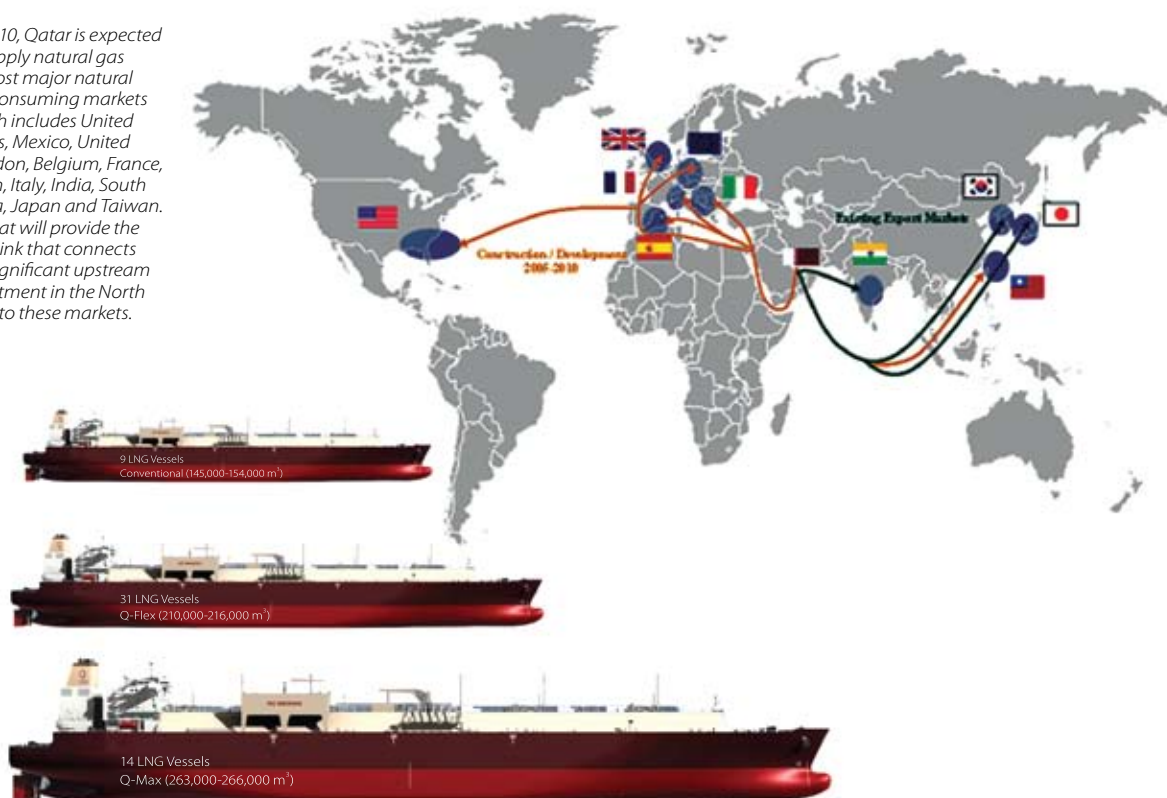 10, Qatar is expected
pply natural gas
ost major natural
onsuming markets
h includes United
s, Mexico, United
don, Belgium, France,
n, Italy, India, South
a, Japan and Taiwan.
at will provide the
ink that connects
gnificant upstream
tment in the North
to these markets.
Existing Export Markets
Construction / Development
2005-2010
9 LNG Vessels
Conventional (145,000-154,000 m³)
31 LNG Vessels
Q-Flex (210,000-216,000 m³)
14 LNG Vessels
Q-Max (263,000-266,000 m³)